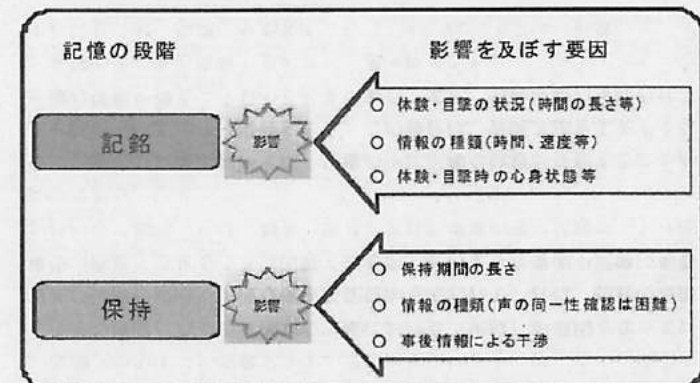 記憶の段階
影響を及ぼす要因
記銘
影響
○ 体験・目撃の状況(時間の長さ等)
○ 情報の種類(時間、速度等)
○ 体験・目撃時の心身状態等
保持
影響
○ 保持期間の長さ
○ 情報の種類(声の同一性確認は困難)
○ 事後情報による干渉